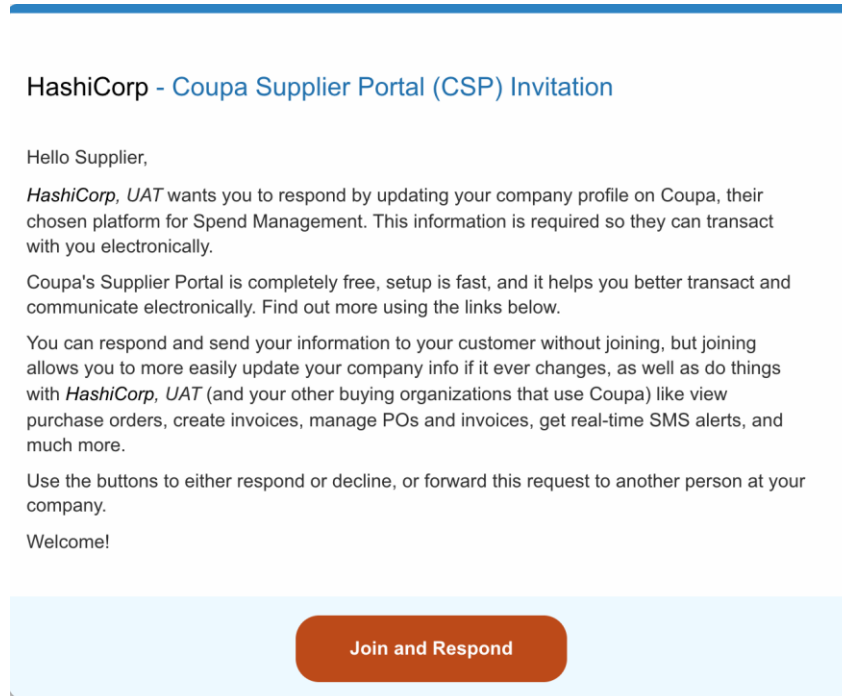 HashiCorp - Coupa Supplier Portal (CSP) Invitation
Hello Supplier,
HashiCorp, UAT wants you to respond by updating your company profile on Coupa, their
chosen platform for Spend Management. This information is required so they can transact
with you electronically.
Coupa's Supplier Portal is completely free, setup is fast, and it helps you better transact and
communicate electronically. Find out more using the links below.
You can respond and send your information to your customer without joining, but joining
allows you to more easily update your company info if it ever changes, as well as do things
with HashiCorp, UAT (and your other buying organizations that use Coupa) like view
purchase orders, create invoices, manage POs and invoices, get real-time SMS alerts, and
much more.
Use the buttons to either respond or decline, or forward this request to another person at your
company.
Welcome!
Join and Respond